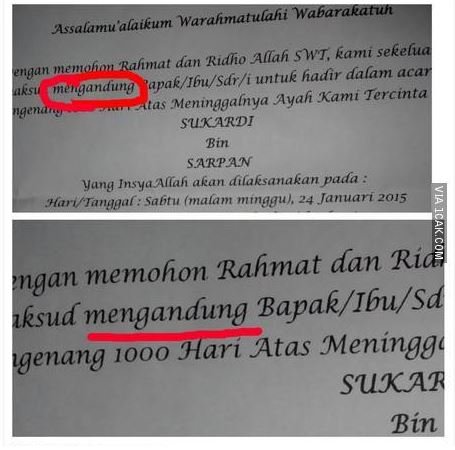 Assalamu'alaikum Warahmatulahi Wabarakatuh
engan memohon Rahmat dan Ridho Allah SWT, kami sekelua
aksud mengandung Bapak/Ibu/Sdr/i untuk hadir dalam acar
ngenang Hari Atas Meninggalnya Ayah Kami Tercinta
SUKARDI
Bin
SARPAN
Yang InsyaAllah akan dilaksanakan pada :
Hari/Tanggal : Sabtu (malam minggu), 24 Januari 2015
VIA 1CAK.COM
engan memohon Rahmat dan Rid
aksud mengandung Bapak/Ibu/Sd
ngenang 1000 Hari Atas Meningga
SUKAR
Bin